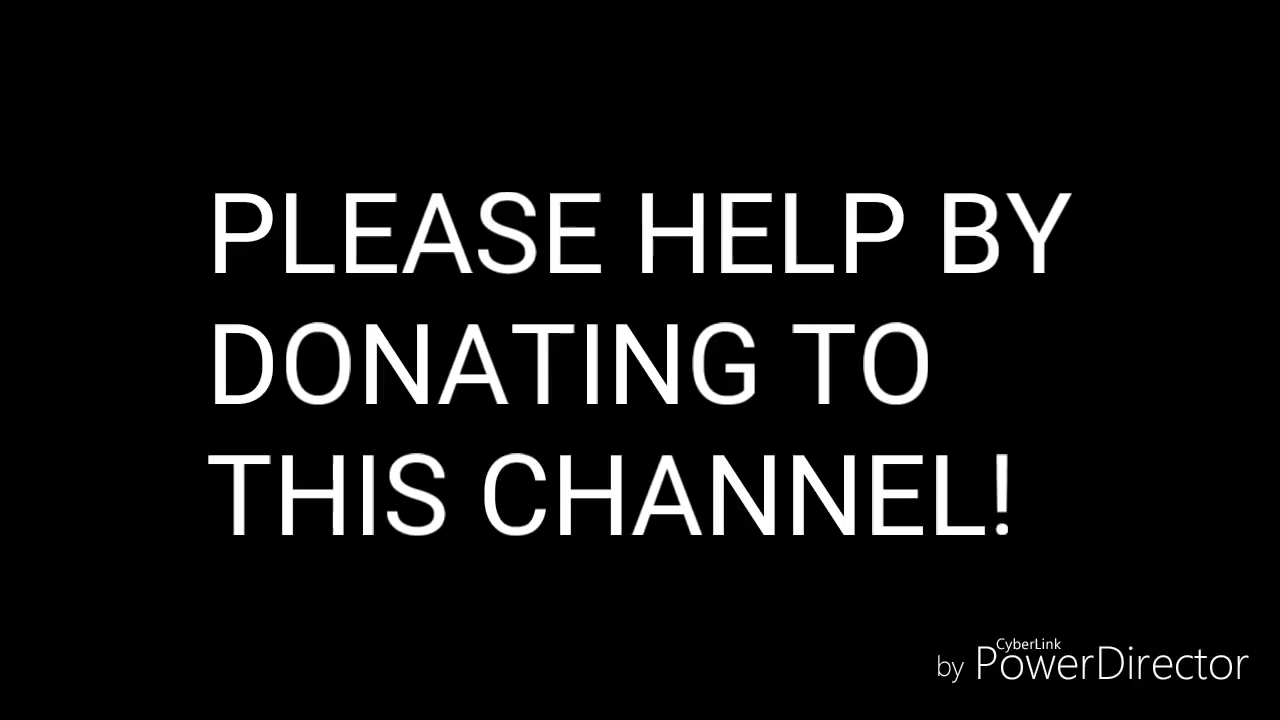 PLEASE HELP BY
DONATING TO
THIS CHANNEL!
by CyberLink PowerDirector